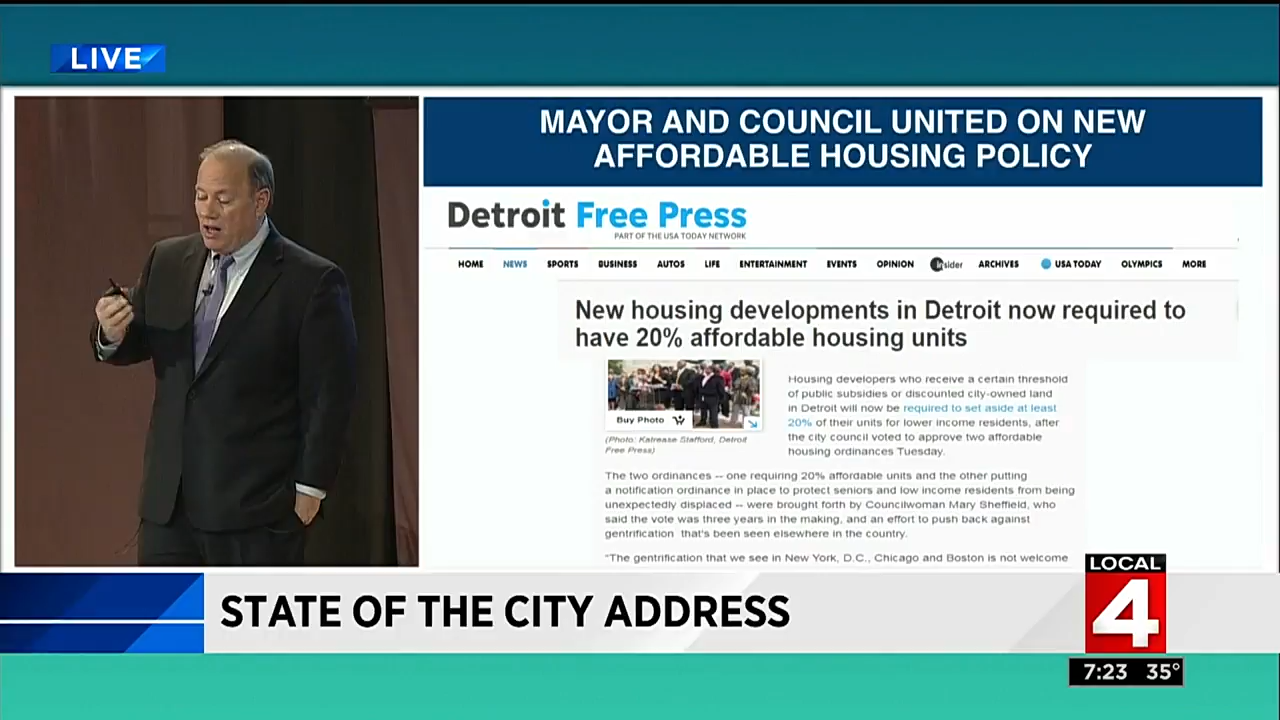 LIVE
MAYOR AND COUNCIL UNITED ON NEW
AFFORDABLE HOUSING POLICY
Detroit Free Press
PART OF THE USA TODAY NETWORK
HOME NEWS SPORTS BUSINESS AUTOS LIFE ENTERTAINMENT EVENTS OPINION Insider ARCHIVES USA TODAY OLYMPICS MORE
New housing developments in Detroit now required to
have 20% affordable housing units
Buy Photo
(Photo: Katrease Stafford, Detroit
Free Press)
Housing developers who receive a certain threshold
of public subsidies or discounted city-owned land
in Detroit will now be required to set aside at least
20% of their units for lower income residents, after
the city council voted to approve two affordable
housing ordinances Tuesday.
The two ordinances -- one requiring 20% affordable units and the other putting
a notification ordinance in place to protect seniors and low income residents from being
unexpectedly displaced -- were brought forth by Councilwoman Mary Sheffield, who
said the vote was three years in the making, and an effort to push back against
gentrification that's been seen elsewhere in the country.
"The gentrification that we see in New York, D.C., Chicago and Boston is not welcome
STATE OF THE CITY ADDRESS
LOCAL
4
7:23 35°